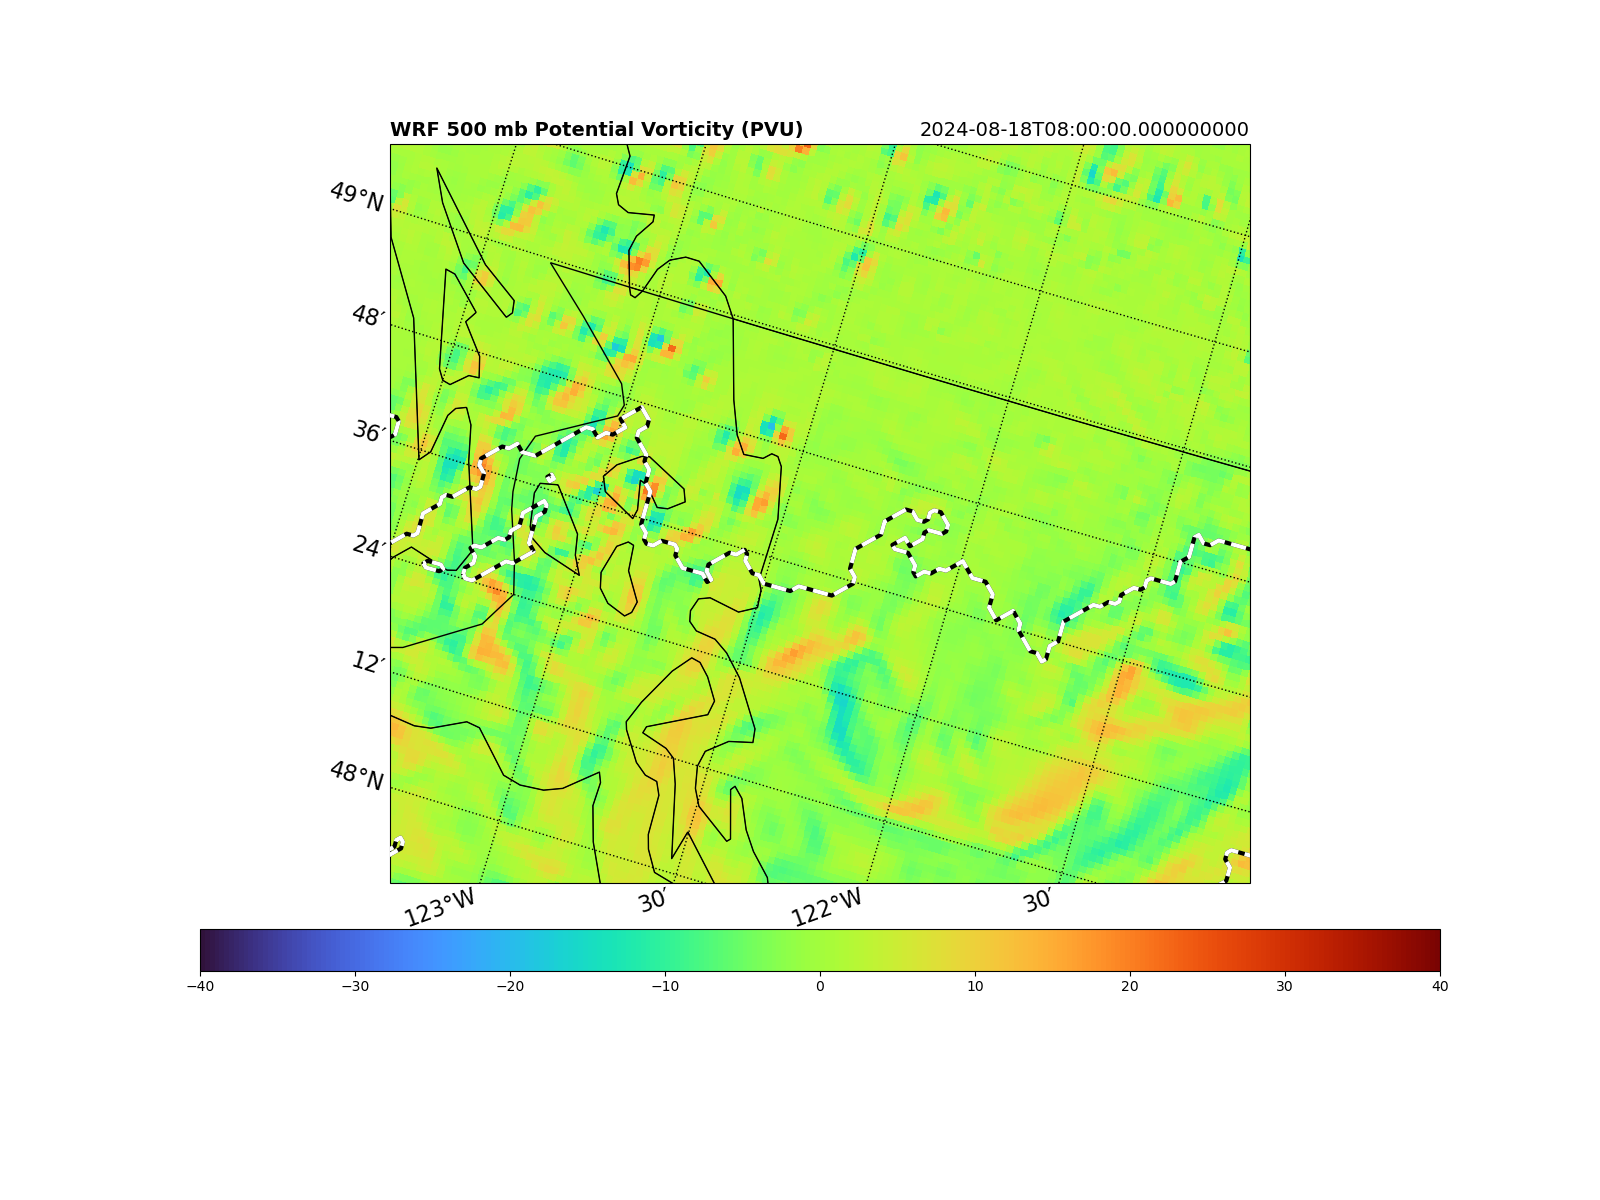 WRF 500 mb Potential Vorticity (PVU) 2024-08-18T08:00:00.000000000
49°N
48′
36′
24′
12′
48°N
123°W 30′ 122°W 30′
−40 −30 −20 −10 0 10 20 30 40